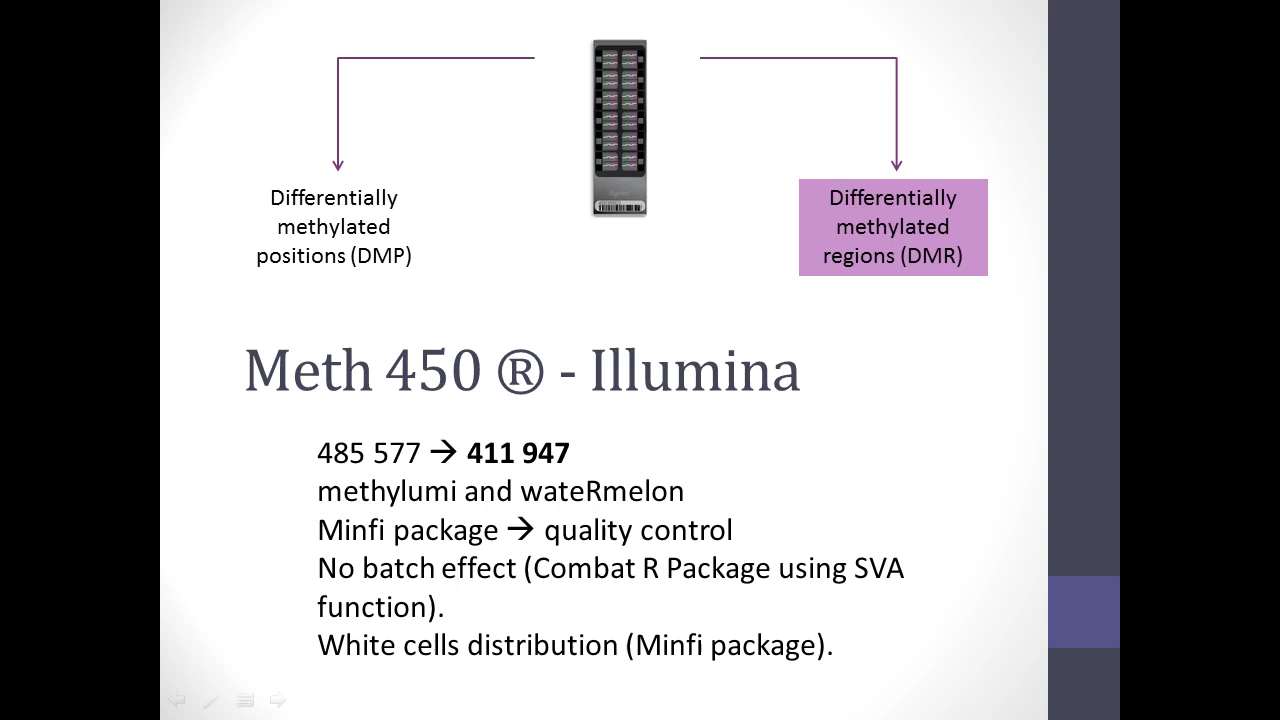 Differentially
methylated
positions (DMP)
Differentially
methylated
regions (DMR)
Meth 450 ® - Illumina
485 577 → 411 947
methylumi and wateRmelon
Minfi package → quality control
No batch effect (Combat R Package using SVA
function).
White cells distribution (Minfi package).